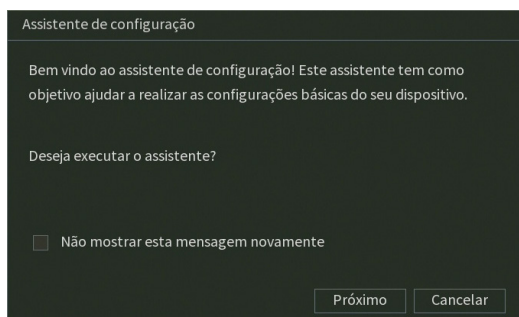 Assistente de configuração
Bem vindo ao assistente de configuração! Este assistente tem como
objetivo ajudar a realizar as configurações básicas do seu dispositivo.
Deseja executar o assistente?
Não mostrar esta mensagem novamente
Próximo
Cancelar